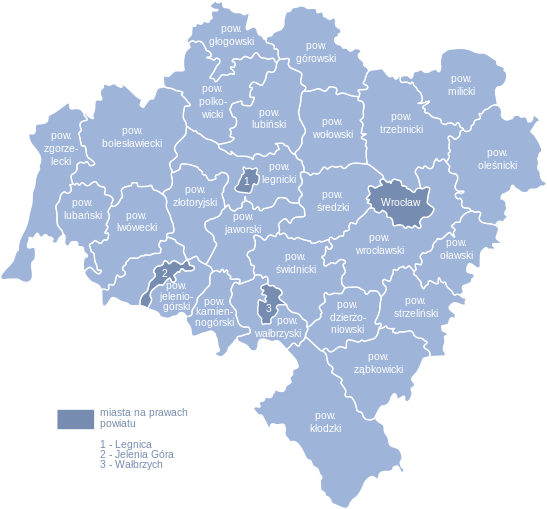 pow.
głogowski
pow.
górowski
pow.
milicki
pow.
polko-
wicki
pow.
lubiński
pow.
wołowski
pow.
trzebnicki
pow.
zgorze-
lecki
pow.
bolesławiecki
pow.
oleśnicki
pow.
legnicki
1
pow.
złotoryjski
pow.
średzki
Wrocław
pow.
lubański
pow.
lwówecki
pow.
jaworski
pow.
wrocławski
pow.
oławski
pow.
świdnicki
2
pow.
jelenio-
górski
pow.
kamien-
nogórski
3
pow.
wałbrzyski
pow.
dzierżo-
niowski
pow.
strzeliński
pow.
ząbkowicki
pow.
kłodzki
miasta na prawach
powiatu
1 - Legnica
2 - Jelenia Góra
3 - Wałbrzych